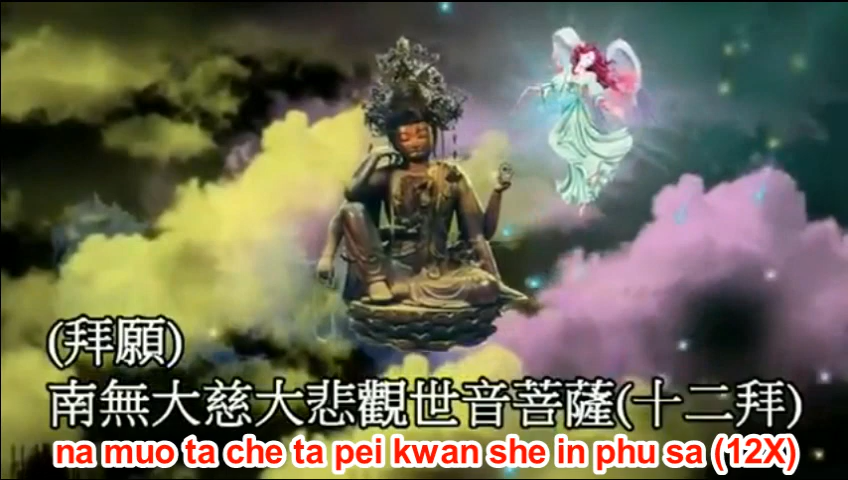 (拜願)
南無大慈大悲觀世音菩薩(十二拜)
na muo ta che ta pei kwan she in phu sa (12X)